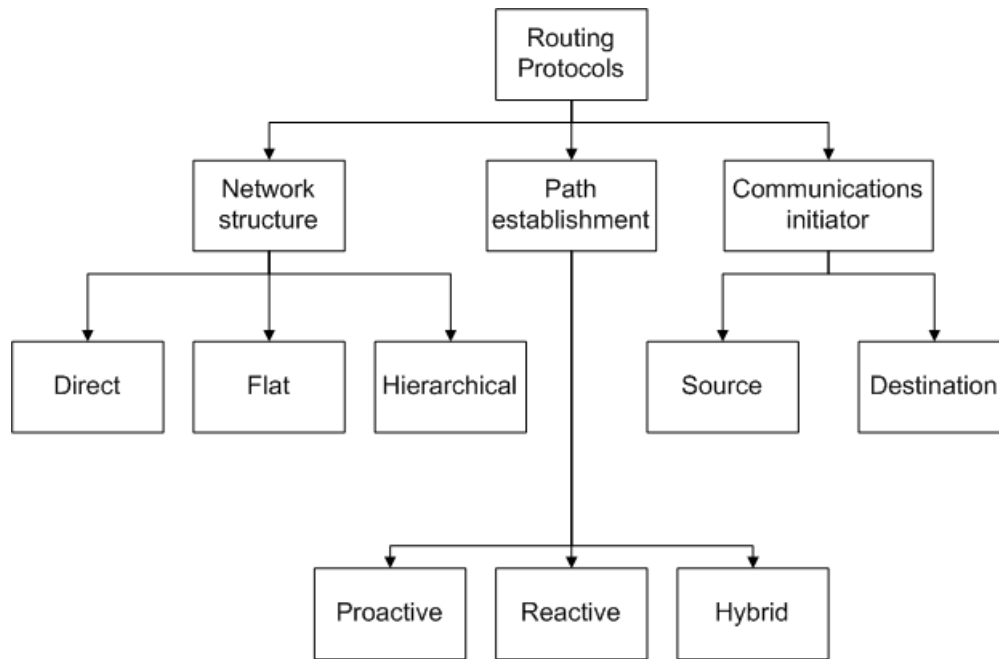 Routing
Protocols
Network
structure
Path
establishment
Communications
initiator
Direct
Flat
Hierarchical
Source
Destination
Proactive
Reactive
Hybrid